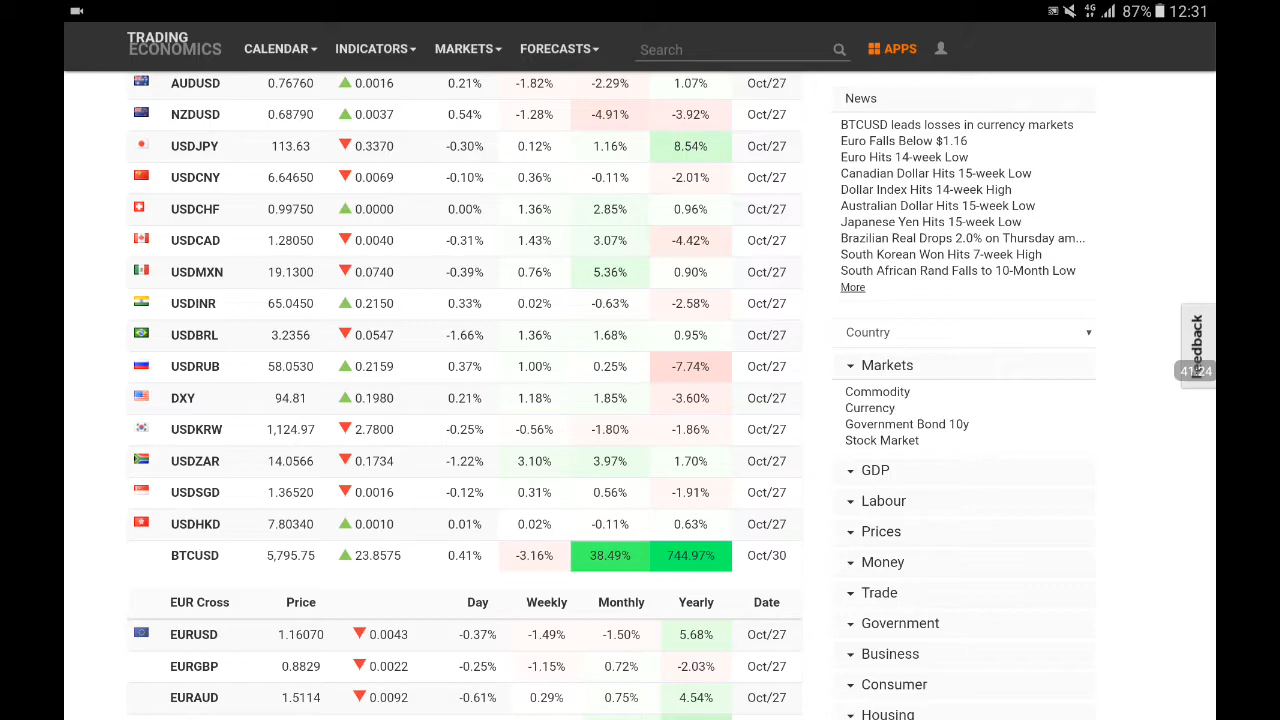 87% 12:31
TRADING
ECONOMICS
CALENDAR INDICATORS MARKETS FORECASTS Search APPS
AUDUSD 0.76760 0.0016 0.21% -1.82% -2.29% 1.07% Oct/27
NZDUSD 0.68790 0.0037 0.54% -1.28% -4.91% -3.92% Oct/27
USDJPY 113.63 0.3370 -0.30% 0.12% 1.16% 8.54% Oct/27
USDCNY 6.64650 0.0069 -0.10% 0.36% -0.11% -2.01% Oct/27
USDCHF 0.99750 0.0000 0.00% 1.36% 2.85% 0.96% Oct/27
USDCAD 1.28050 0.0040 -0.31% 1.43% 3.07% -4.42% Oct/27
USDMXN 19.1300 0.0740 -0.39% 0.76% 5.36% 0.90% Oct/27
USDINR 65.0450 0.2150 0.33% 0.02% -0.63% -2.58% Oct/27
USDBRL 3.2356 0.0547 -1.66% 1.36% 1.68% 0.95% Oct/27
USDRUB 58.0530 0.2159 0.37% 1.00% 0.25% -7.74% Oct/27
DXY 94.81 0.1980 0.21% 1.18% 1.85% -3.60% Oct/27
USDKRW 1,124.97 2.7800 -0.25% -0.56% -1.80% -1.86% Oct/27
USDZAR 14.0566 0.1734 -1.22% 3.10% 3.97% 1.70% Oct/27
USDSGD 1.36520 0.0016 -0.12% 0.31% 0.56% -1.91% Oct/27
USDHKD 7.80340 0.0010 0.01% 0.02% -0.11% 0.63% Oct/27
BTCUSD 5,795.75 23.8575 0.41% -3.16% 38.49% 744.97% Oct/30
EUR Cross Price Day Weekly Monthly Yearly Date
EURUSD 1.16070 0.0043 -0.37% -1.49% -1.50% 5.68% Oct/27
EURGBP 0.8829 0.0022 -0.25% -1.15% 0.72% -2.03% Oct/27
EURAUD 1.5114 0.0092 -0.61% 0.29% 0.75% 4.54% Oct/27
News
BTCUSD leads losses in currency markets
Euro Falls Below $1.16
Euro Hits 14-week Low
Canadian Dollar Hits 15-week Low
Dollar Index Hits 14-week High
Australian Dollar Hits 15-week Low
Japanese Yen Hits 15-week Low
Brazilian Real Drops 2.0% on Thursday am...
South Korean Won Hits 7-week High
South African Rand Falls to 10-Month Low
More
Country
Markets
Commodity
Currency
Government Bond 10y
Stock Market
GDP
Labour
Prices
Money
Trade
Government
Business
Consumer
Housing
Feedback
41:24
4G